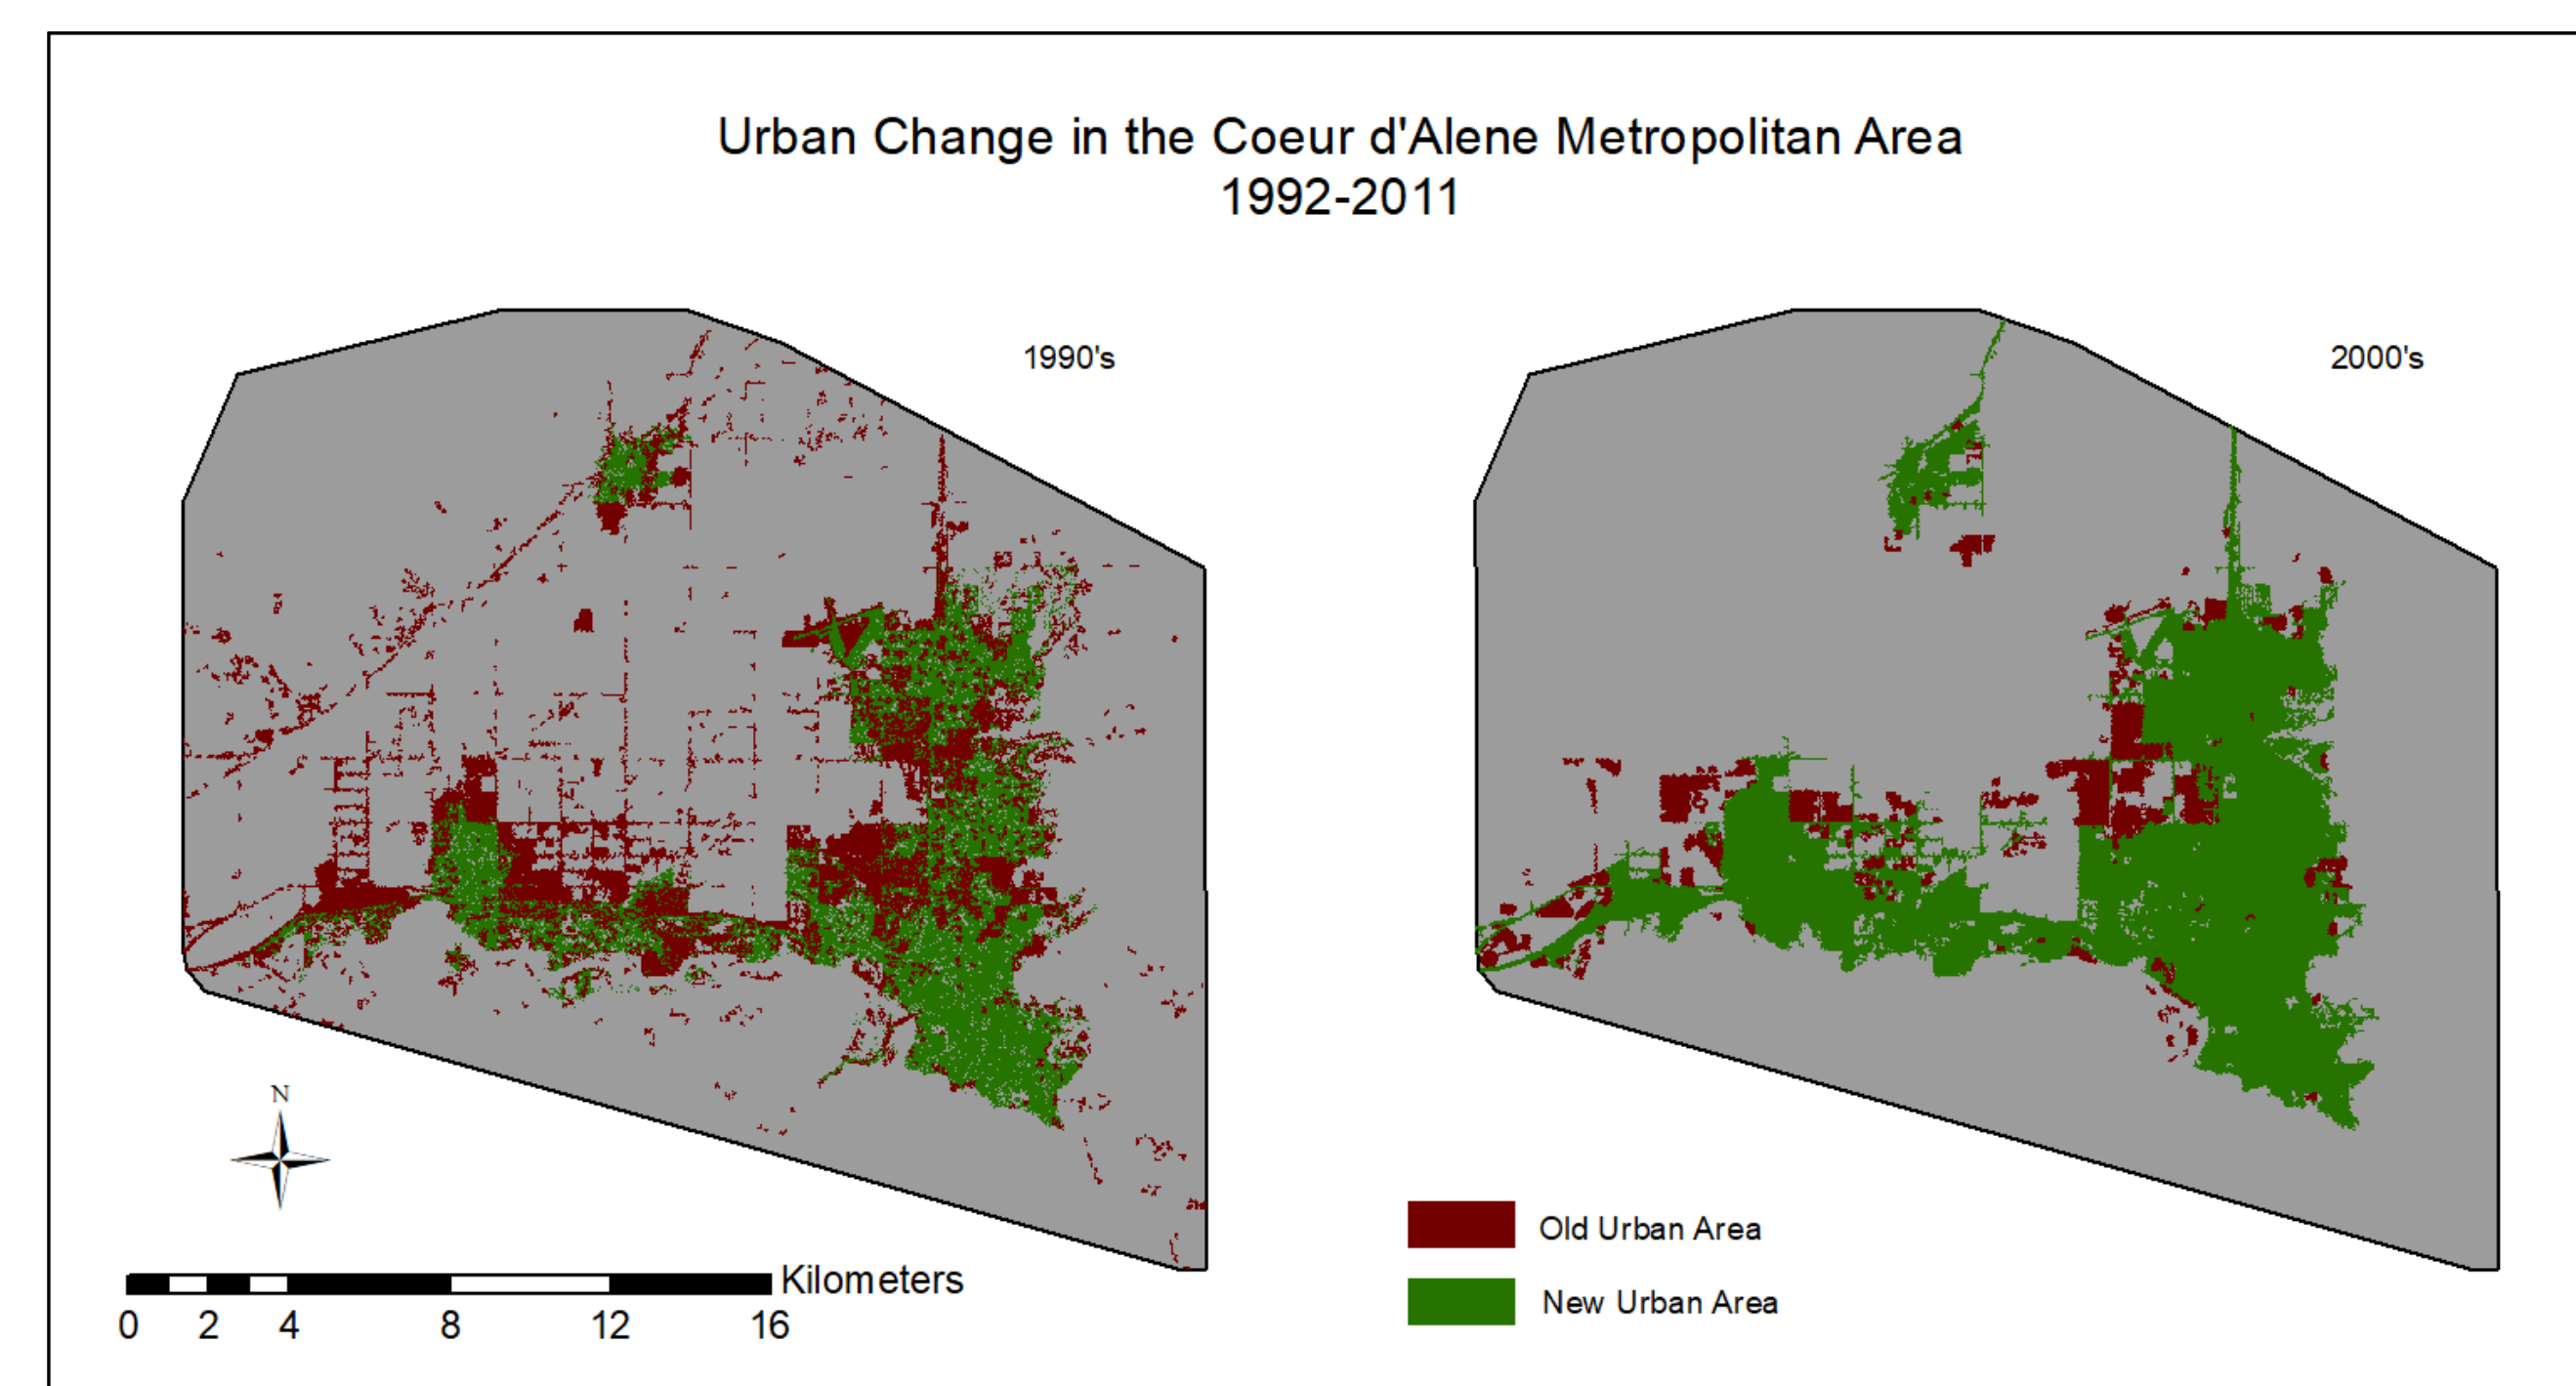 Urban Change in the Coeur d'Alene Metropolitan Area
1992-2011
1990's
2000's
N
Kilometers
0 2 4 8 12 16
Old Urban Area
New Urban Area